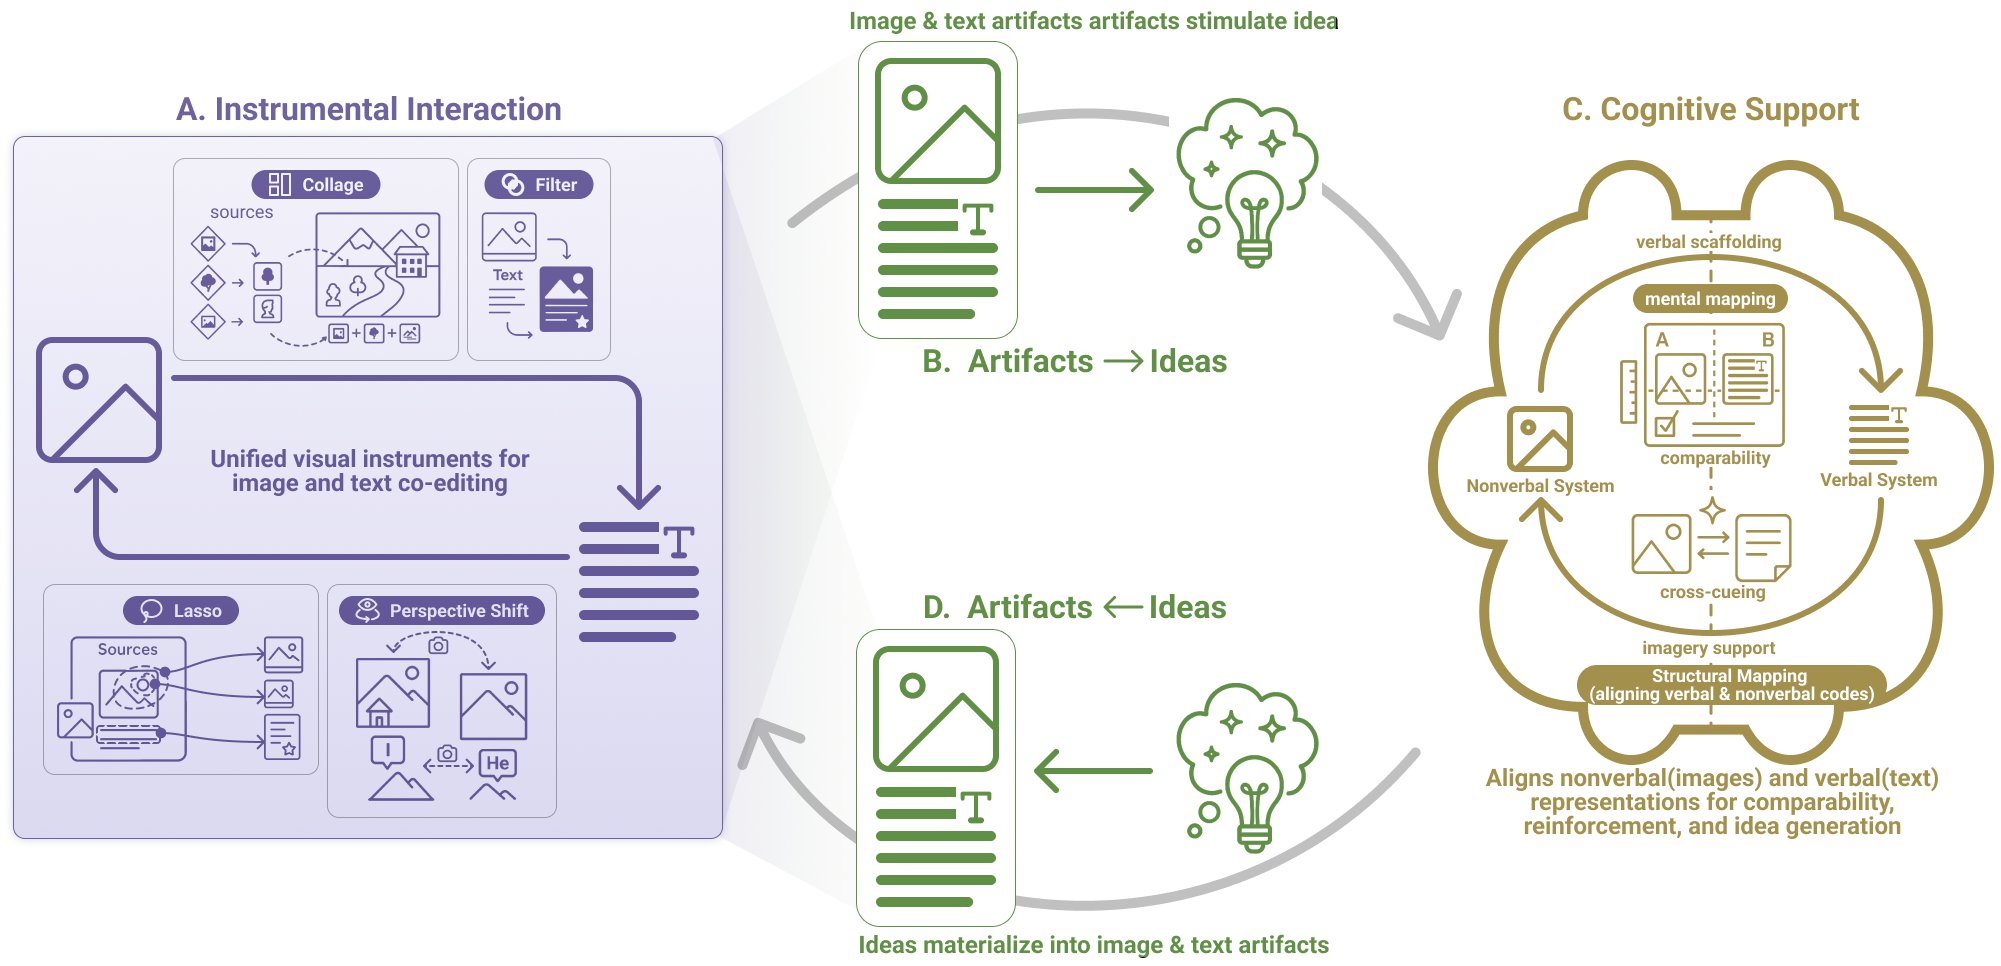 Image & text artifacts artifacts stimulate idea
A. Instrumental Interaction
Collage
sources
Filter
Text
Unified visual instruments for
image and text co-editing
T
Lasso
Sources
Perspective Shift
I
He
T
B. Artifacts → Ideas
D. Artifacts ← Ideas
T
Ideas materialize into image & text artifacts
C. Cognitive Support
verbal scaffolding
mental mapping
A
B
T
comparability
Nonverbal System
T
Verbal System
cross-cueing
imagery support
Structural Mapping
(aligning verbal & nonverbal codes)
Aligns nonverbal(images) and verbal(text)
representations for comparability,
reinforcement, and idea generation